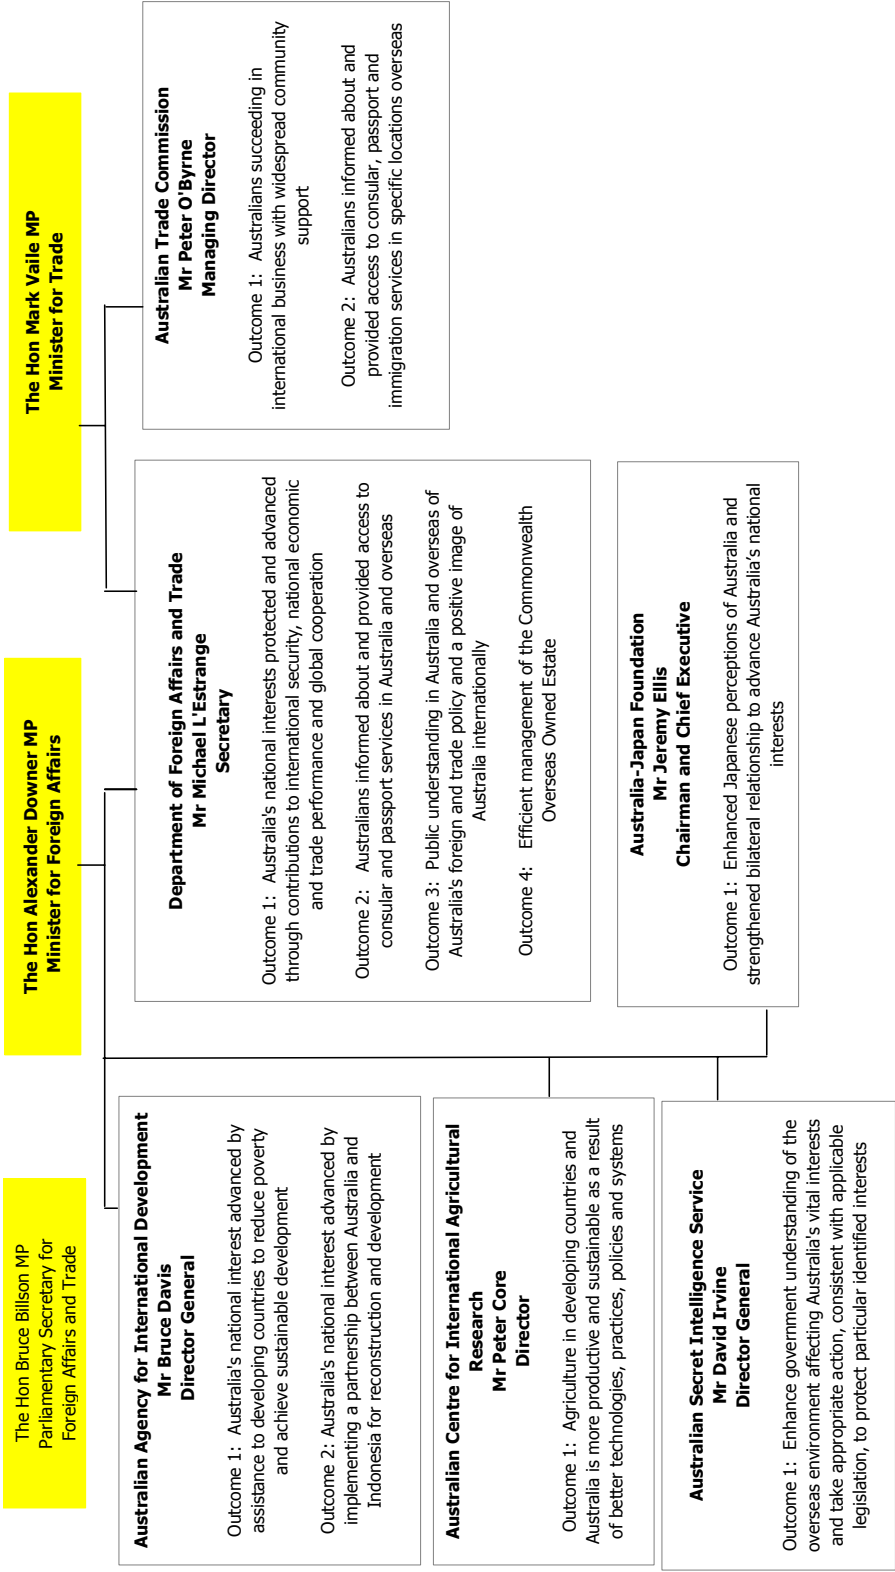 The Hon Bruce Billson MP
Parliamentary Secretary for
Foreign Affairs and Trade
The Hon Alexander Downer MP
Minister for Foreign Affairs
The Hon Mark Vaile MP
Minister for Trade
Australian Agency for International Development
Mr Bruce Davis
Director General
Outcome 1: Australia's national interest advanced by
assistance to developing countries to reduce poverty
and achieve sustainable development
Outcome 2: Australia's national interest advanced by
implementing a partnership between Australia and
Indonesia for reconstruction and development
Australian Centre for International Agricultural
Research
Mr Peter Core
Director
Outcome 1: Agriculture in developing countries and
Australia is more productive and sustainable as a result
of better technologies, practices, policies and systems
Australian Secret Intelligence Service
Mr David Irvine
Director General
Outcome 1: Enhance government understanding of the
overseas environment affecting Australia's vital interests
and take appropriate action, consistent with applicable
legislation, to protect particular identified interests
Department of Foreign Affairs and Trade
Mr Michael L'Estrange
Secretary
Outcome 1: Australia's national interests protected and advanced
through contributions to international security, national economic
and trade performance and global cooperation
Outcome 2: Australians informed about and provided access to
consular and passport services in Australia and overseas
Outcome 3: Public understanding in Australia and overseas of
Australia's foreign and trade policy and a positive image of
Australia internationally
Outcome 4: Efficient management of the Commonwealth
Overseas Owned Estate
Australia-Japan Foundation
Mr Jeremy Ellis
Chairman and Chief Executive
Outcome 1: Enhanced Japanese perceptions of Australia and
strengthened bilateral relationship to advance Australia’s national
interests
Australian Trade Commission
Mr Peter O'Byrne
Managing Director
Outcome 1: Australians succeeding in
international business with widespread community
support
Outcome 2: Australians informed about and
provided access to consular, passport and
immigration services in specific locations overseas